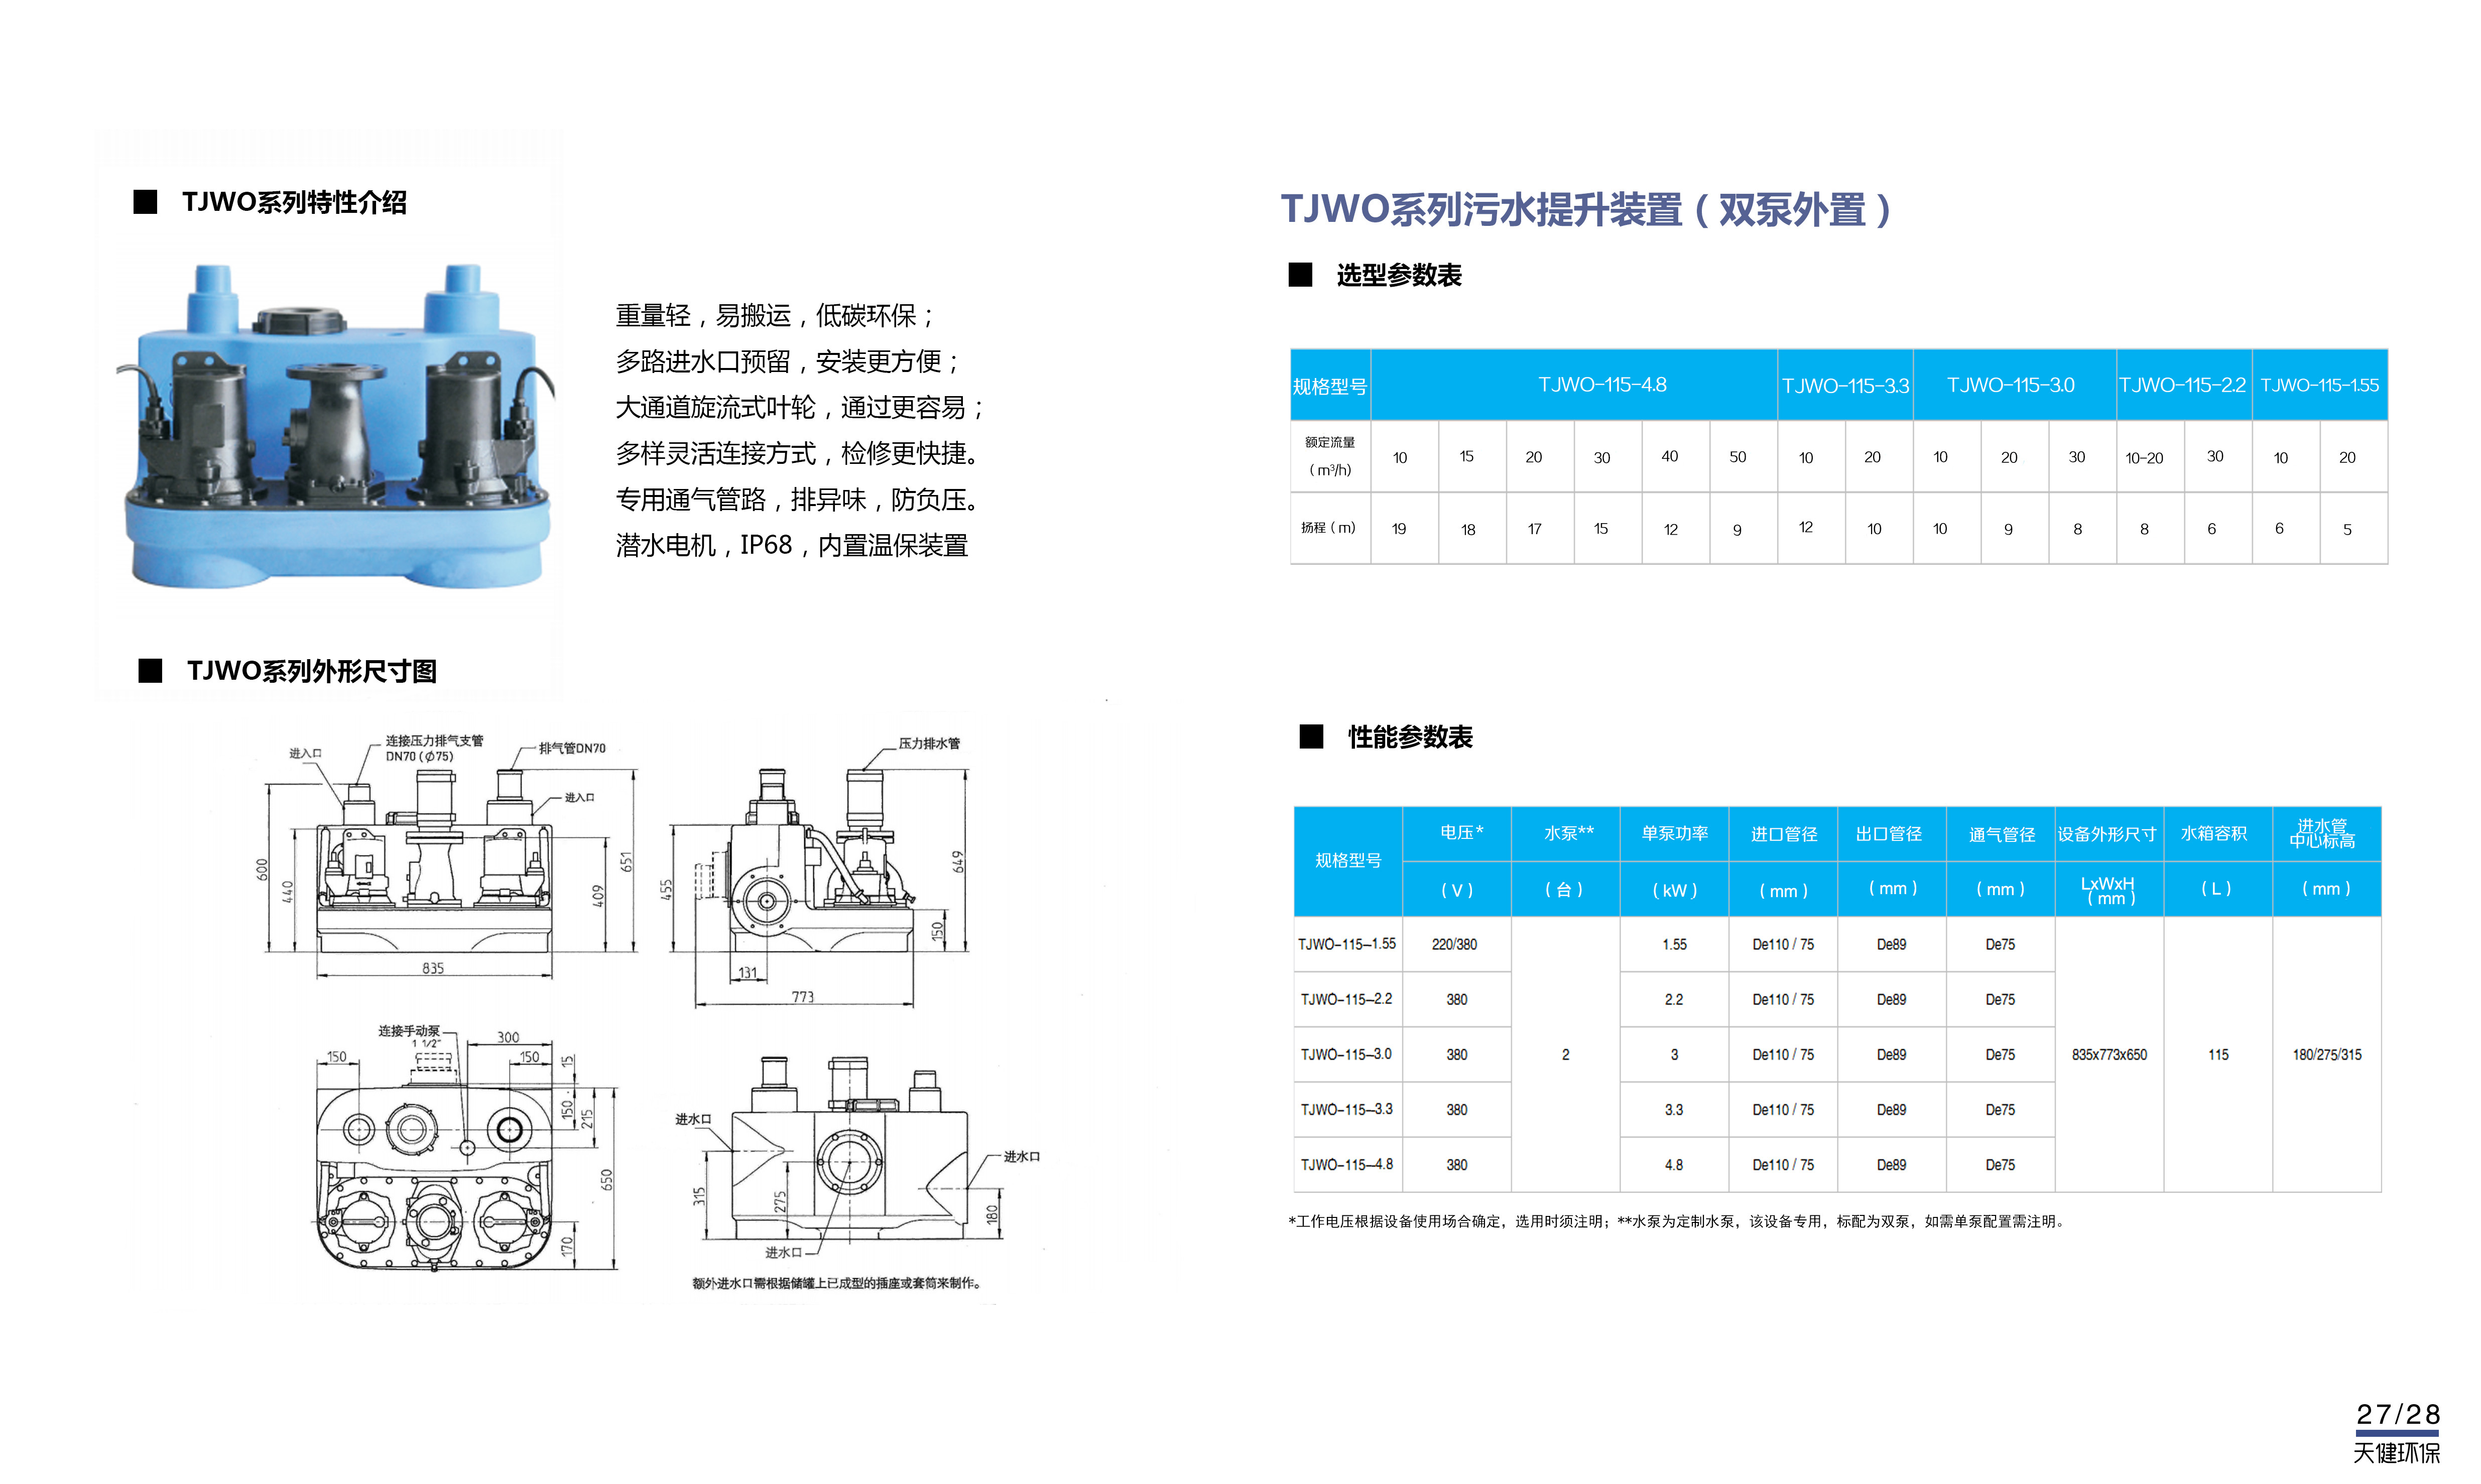 TJWO系列特性介绍
重量轻，易搬运，低碳环保；
多路进水口预留，安装更方便；
大通道旋流式叶轮，通过更容易；
多样灵活连接方式，检修更快捷。
专用通气管路，排异味，防负压。
潜水电机，IP68，内置温保装置
TJWO系列外形尺寸图
进入口
连接压力排气支管
DN70 (Φ75)
排气管DN70
进入口
600
440
409
651
835
压力排水管
455
649
150
131
773
连接手动泵
1 1/2"
300
150
150
15
150
215
650
170
进水口
进水口
315
275
180
进水口
额外进水口需根据储罐上已成型的插座或套筒来制作。
TJWO系列污水提升装置（双泵外置）
选型参数表
规格型号 TJWO-115-4.8 TJWO-115-3.3 TJWO-115-3.0 TJWO-115-2.2 TJWO-115-1.55
额定流量
（m³/h） 10 15 20 30 40 50 10 20 10 20 30 10-20 30 10 20
扬程（m） 19 18 17 15 12 9 12 10 10 9 8 8 6 6 5
性能参数表
规格型号 电压* 水泵** 单泵功率 进口管径 出口管径 通气管径 设备外形尺寸 水箱容积 进水管
中心标高
（V） （台） （kW） （mm） （mm） （mm） LxWxH
（mm） （L） （mm）
TJWO-115-1.55 220/380 1.55 De110 / 75 De89 De75
TJWO-115-2.2 380 2.2 De110 / 75 De89 De75
TJWO-115-3.0 380 2 3 De110 / 75 De89 De75 835x773x650 115 180/275/315
TJWO-115-3.3 380 3.3 De110 / 75 De89 De75
TJWO-115-4.8 380 4.8 De110 / 75 De89 De75
*工作电压根据设备使用场合确定，选用时须注明；**水泵为定制水泵，该设备专用，标配为双泵，如需单泵配置需注明。
27/28
天健环保